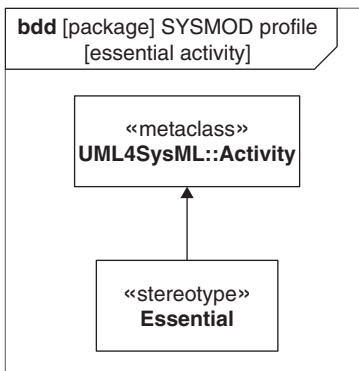 bdd [package] SYSMOD profile
[essential activity]
«metaclass»
UML4SysML::Activity
«stereotype»
Essential